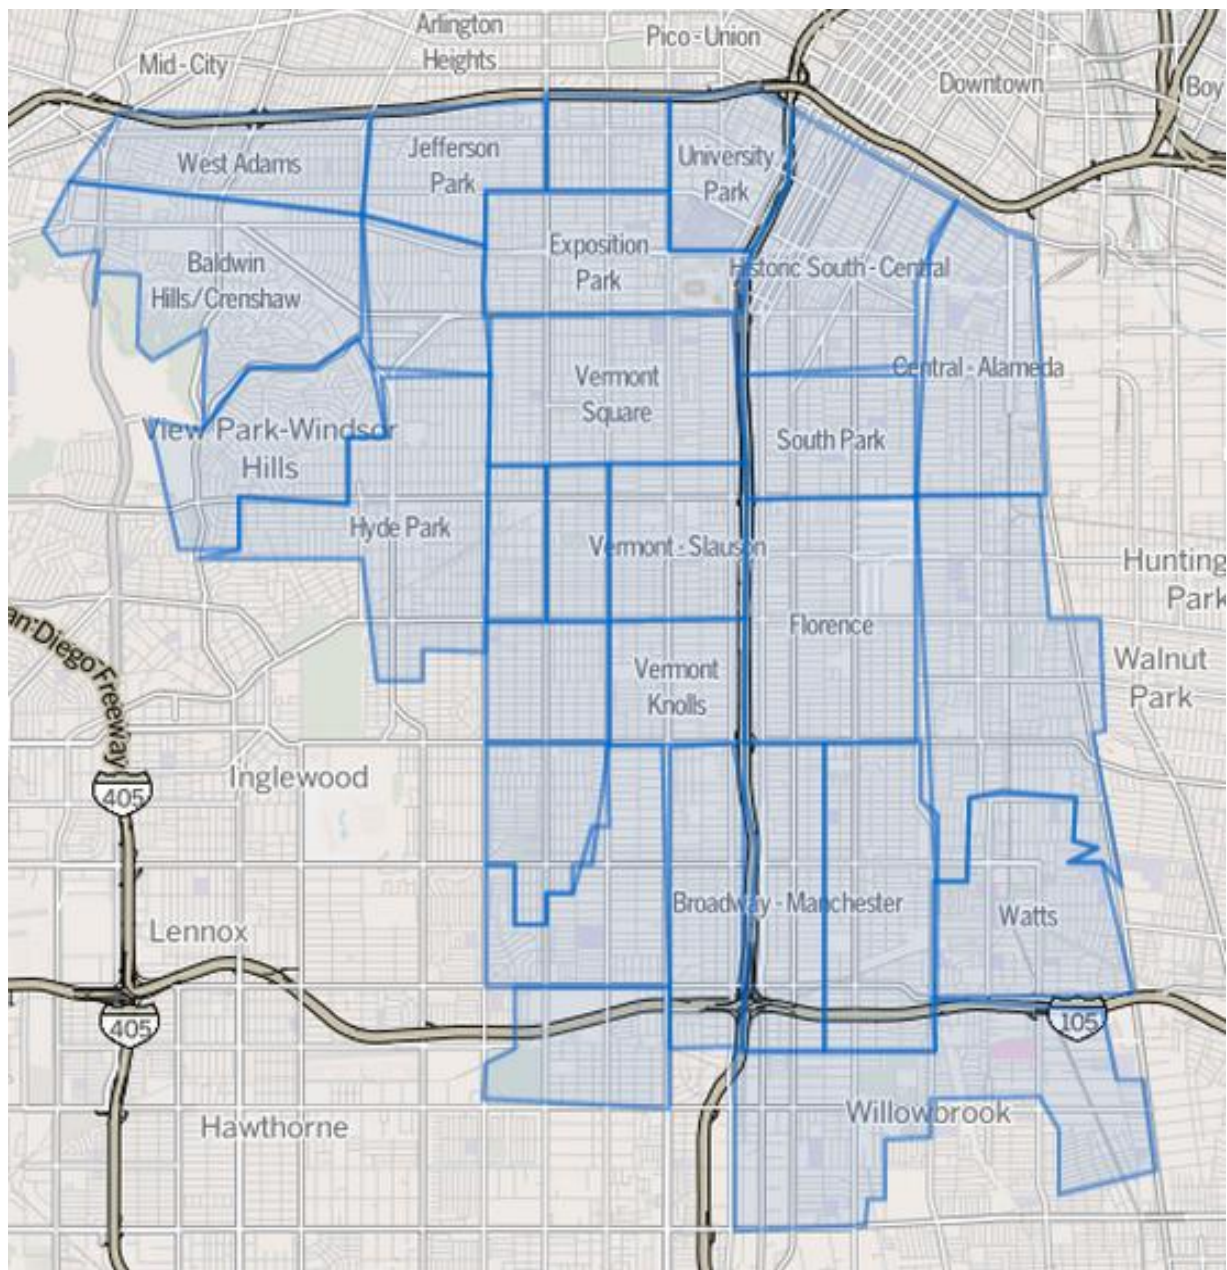 Arlington
Heights
Pico-Union
Mid-City
Downtown
Boy
West Adams
Jefferson
Park
University
Park
Exposition
Park
Historic South-Central
Baldwin
Hills/Crenshaw
Vermont
Square
Central-Alameda
View Park-Windsor
Hills
South Park
Hyde Park
Vermont-Slauson
Hunting
Park
Florence
an Diego Freeway
Vermont
Knolls
Walnut
Park
Inglewood
405
Broadway-Manchester
Watts
Lennox
405
105
Hawthorne
Willowbrook